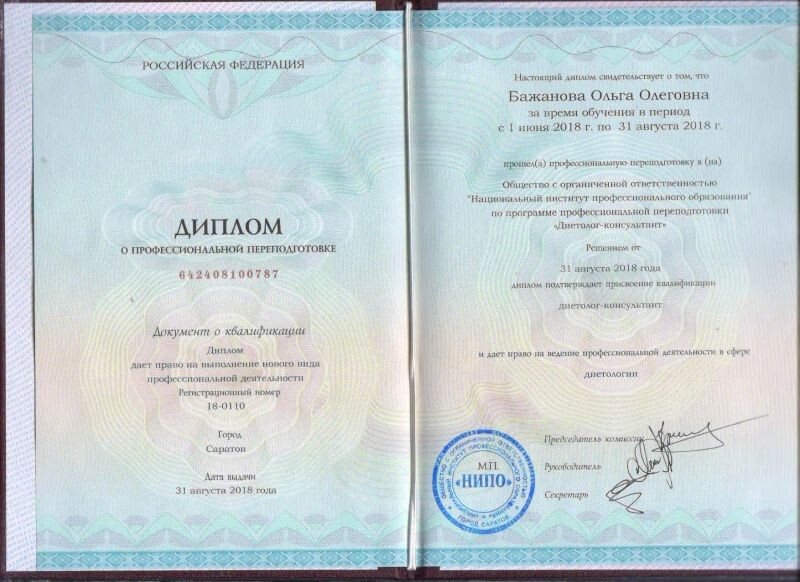 РОССИЙСКАЯ ФЕДЕРАЦИЯ
ДИПЛОМ
О ПРОФЕССИОНАЛЬНОЙ ПЕРЕПОДГОТОВКЕ
642408100787
Документ о квалификации
Диплом
дает право на выполнение нового вида
профессиональной деятельности
Регистрационный номер
18-0110
Город
Саратов
Дата выдачи
31 августа 2018 года
Настоящий диплом свидетельствует о том, что
Бажанова Ольга Олеговна
за время обучения в период
с 1 июня 2018 г. по 31 августа 2018 г.
прошел(а) профессиональную переподготовку в (на)
Общество с органиченной ответственностью
"Национальный институт профессионального образования"
по программе профессиональной переподготовки
«Диетолог-консультант»
Решением от
31 августа 2018 года
диплом подтверждает присвоение квалификации
диетолог-консультант
и дает право на ведение профессиональной деятельности в сфере
диетологии
Председатель комиссии
М.П.
Руководитель
«НИПО»
Секретарь
ГОРОД САРАТОВ